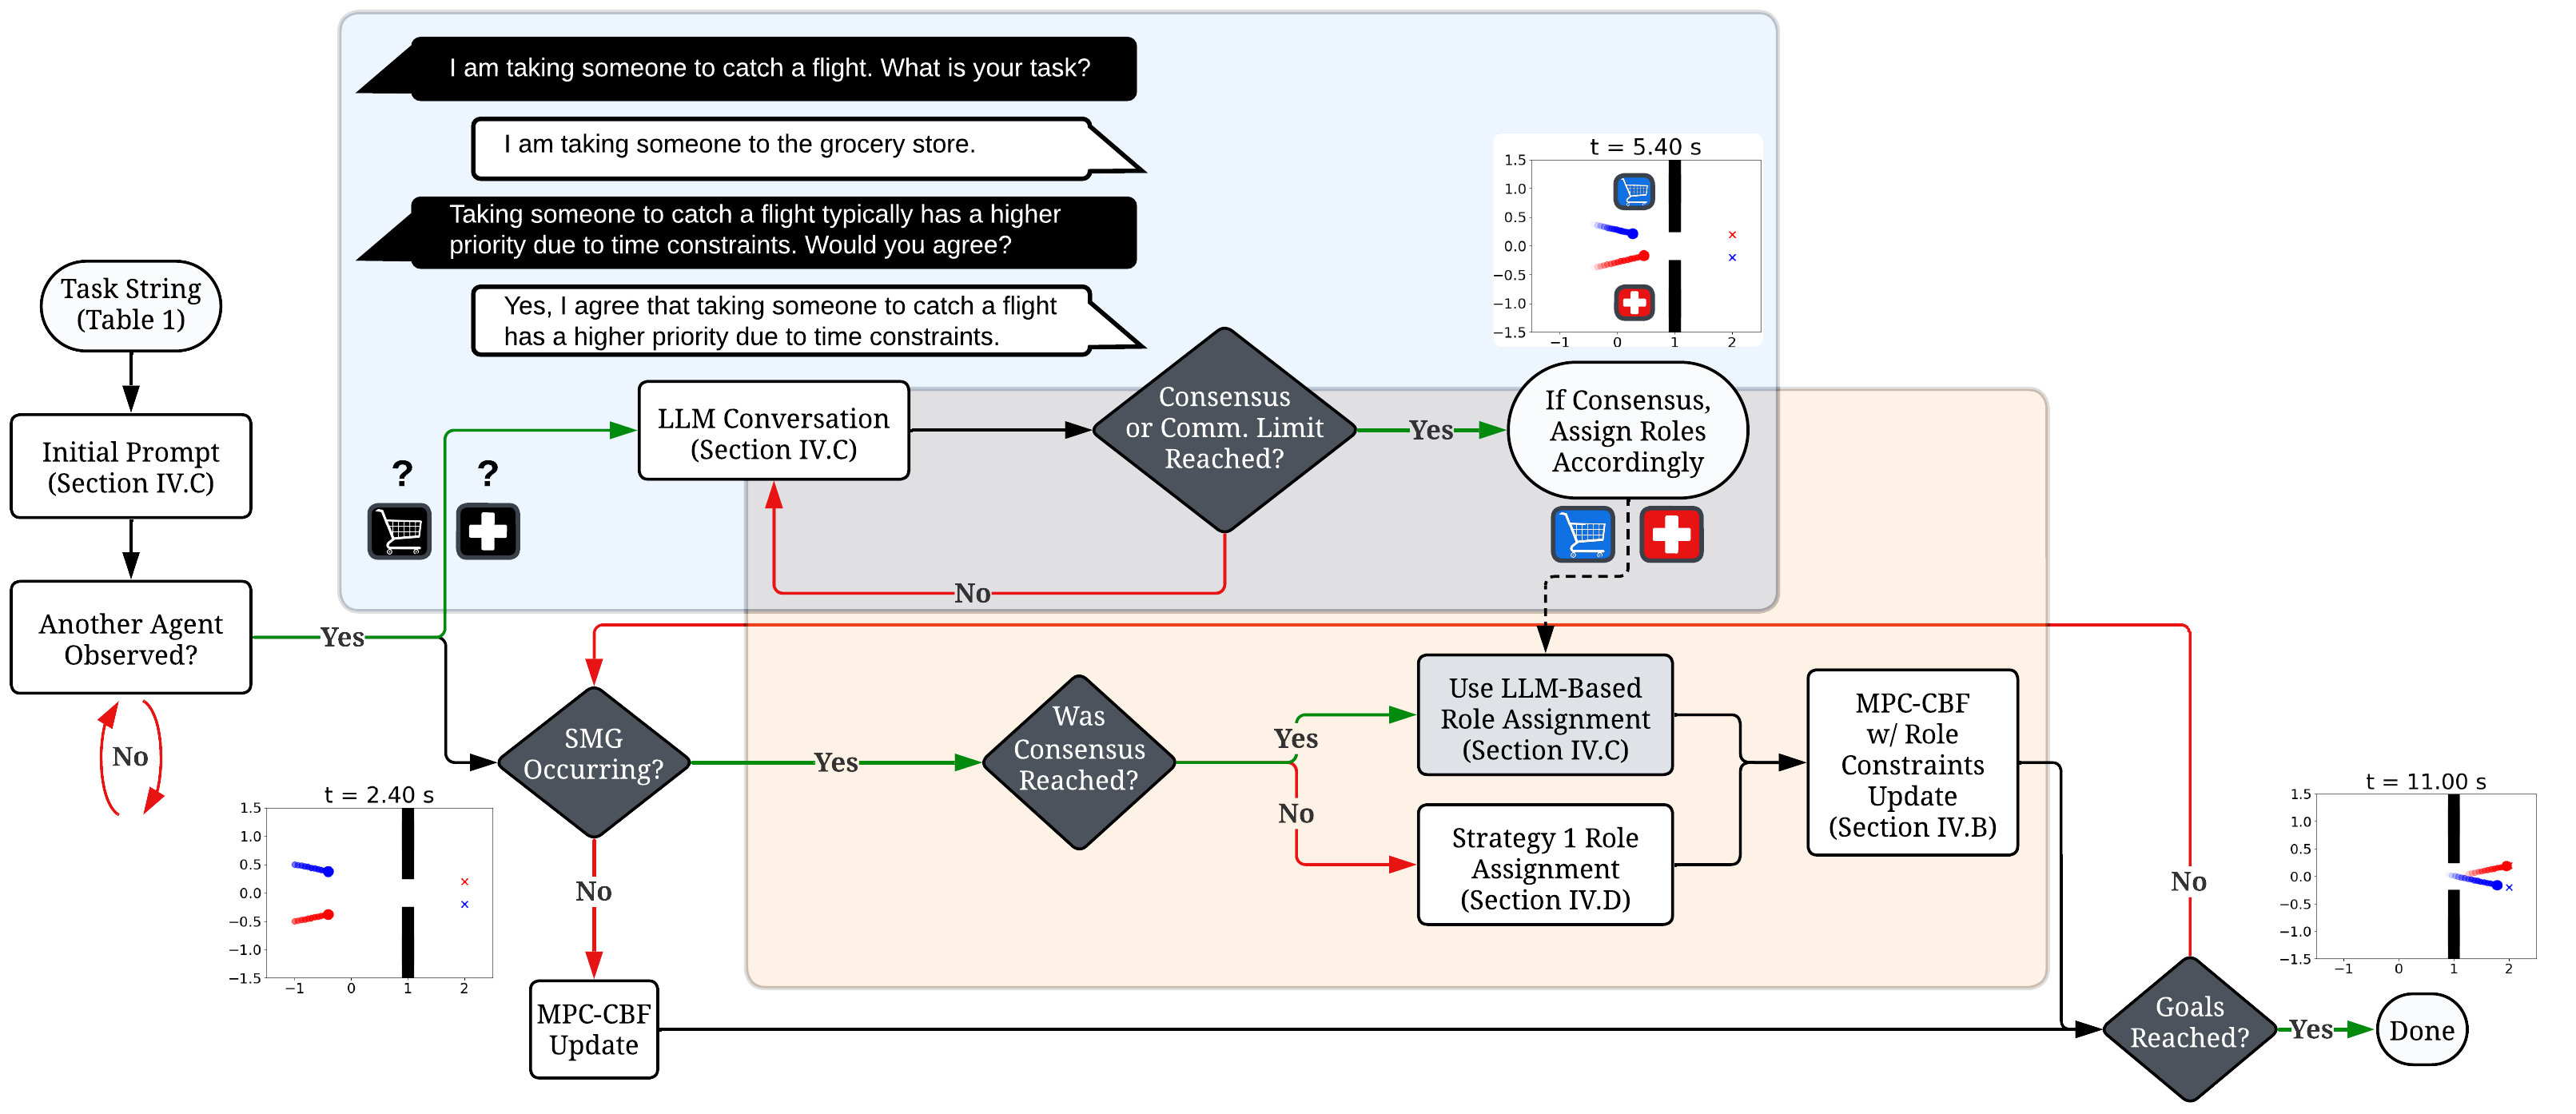 I am taking someone to catch a flight. What is your task?
I am taking someone to the grocery store.
Taking someone to catch a flight typically has a higher
priority due to time constraints. Would you agree?
Yes, I agree that taking someone to catch a flight
has a higher priority due to time constraints.
Task String
(Table 1)
Initial Prompt
(Section IV.C)
Another Agent
Observed?
No
Yes
?
?
LLM Conversation
(Section IV.C)
Consensus
or Comm. Limit
Reached?
Yes
No
t = 5.40 s
1.5
1.0
0.5
0.0
−0.5
−1.0
−1.5
−1
0
1
2
If Consensus,
Assign Roles
Accordingly
SMG
Occurring?
Yes
No
t = 2.40 s
1.5
1.0
0.5
0.0
−0.5
−1.0
−1.5
−1
0
1
2
MPC-CBF
Update
Was
Consensus
Reached?
Yes
No
Use LLM-Based
Role Assignment
(Section IV.C)
Strategy 1 Role
Assignment
(Section IV.D)
MPC-CBF
w/ Role
Constraints
Update
(Section IV.B)
No
Goals
Reached?
Yes
Done
t = 11.00 s
1.5
1.0
0.5
0.0
−0.5
−1.0
−1.5
−1
0
1
2